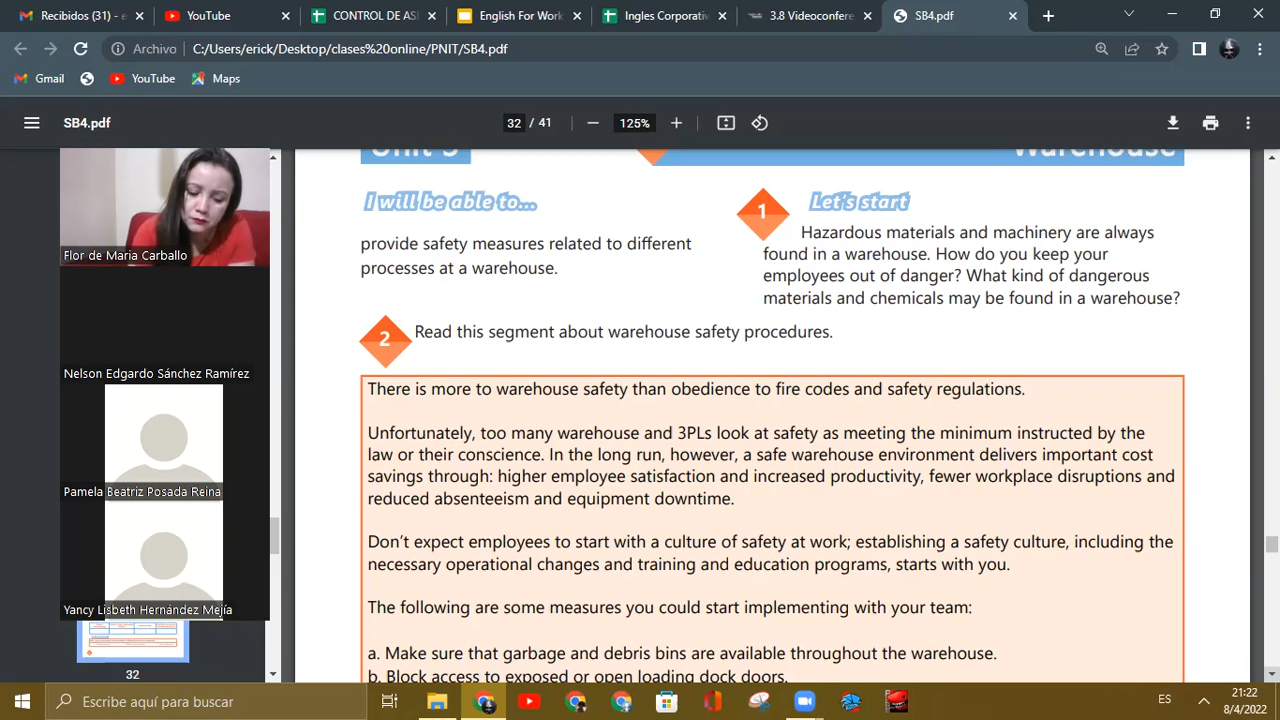 Recibidos (31) - e
YouTube
CONTROL DE ASI
English For Work
Ingles Corporativ
3.8 Videoconfere
SB4.pdf
Archivo
C:/Users/erick/Desktop/clases%20online/PNIT/SB4.pdf
Gmail
YouTube
Maps
SB4.pdf
32 / 41
125%
Unit 5
Warehouse
I will be able to...
1
Let's start
provide safety measures related to different
processes at a warehouse.
Hazardous materials and machinery are always
found in a warehouse. How do you keep your
employees out of danger? What kind of dangerous
materials and chemicals may be found in a warehouse?
2
Read this segment about warehouse safety procedures.
There is more to warehouse safety than obedience to fire codes and safety regulations.
Unfortunately, too many warehouse and 3PLs look at safety as meeting the minimum instructed by the
law or their conscience. In the long run, however, a safe warehouse environment delivers important cost
savings through: higher employee satisfaction and increased productivity, fewer workplace disruptions and
reduced absenteeism and equipment downtime.
Don't expect employees to start with a culture of safety at work; establishing a safety culture, including the
necessary operational changes and training and education programs, starts with you.
The following are some measures you could start implementing with your team:
a. Make sure that garbage and debris bins are available throughout the warehouse.
b. Block access to exposed or open loading dock doors.
Flor de Maria Carballo
Nelson Edgardo Sánchez Ramírez
Pamela Beatriz Posada Reina
Yancy Lisbeth Hernández Mejía
32
Escribe aquí para buscar
ES
21:22
8/4/2022